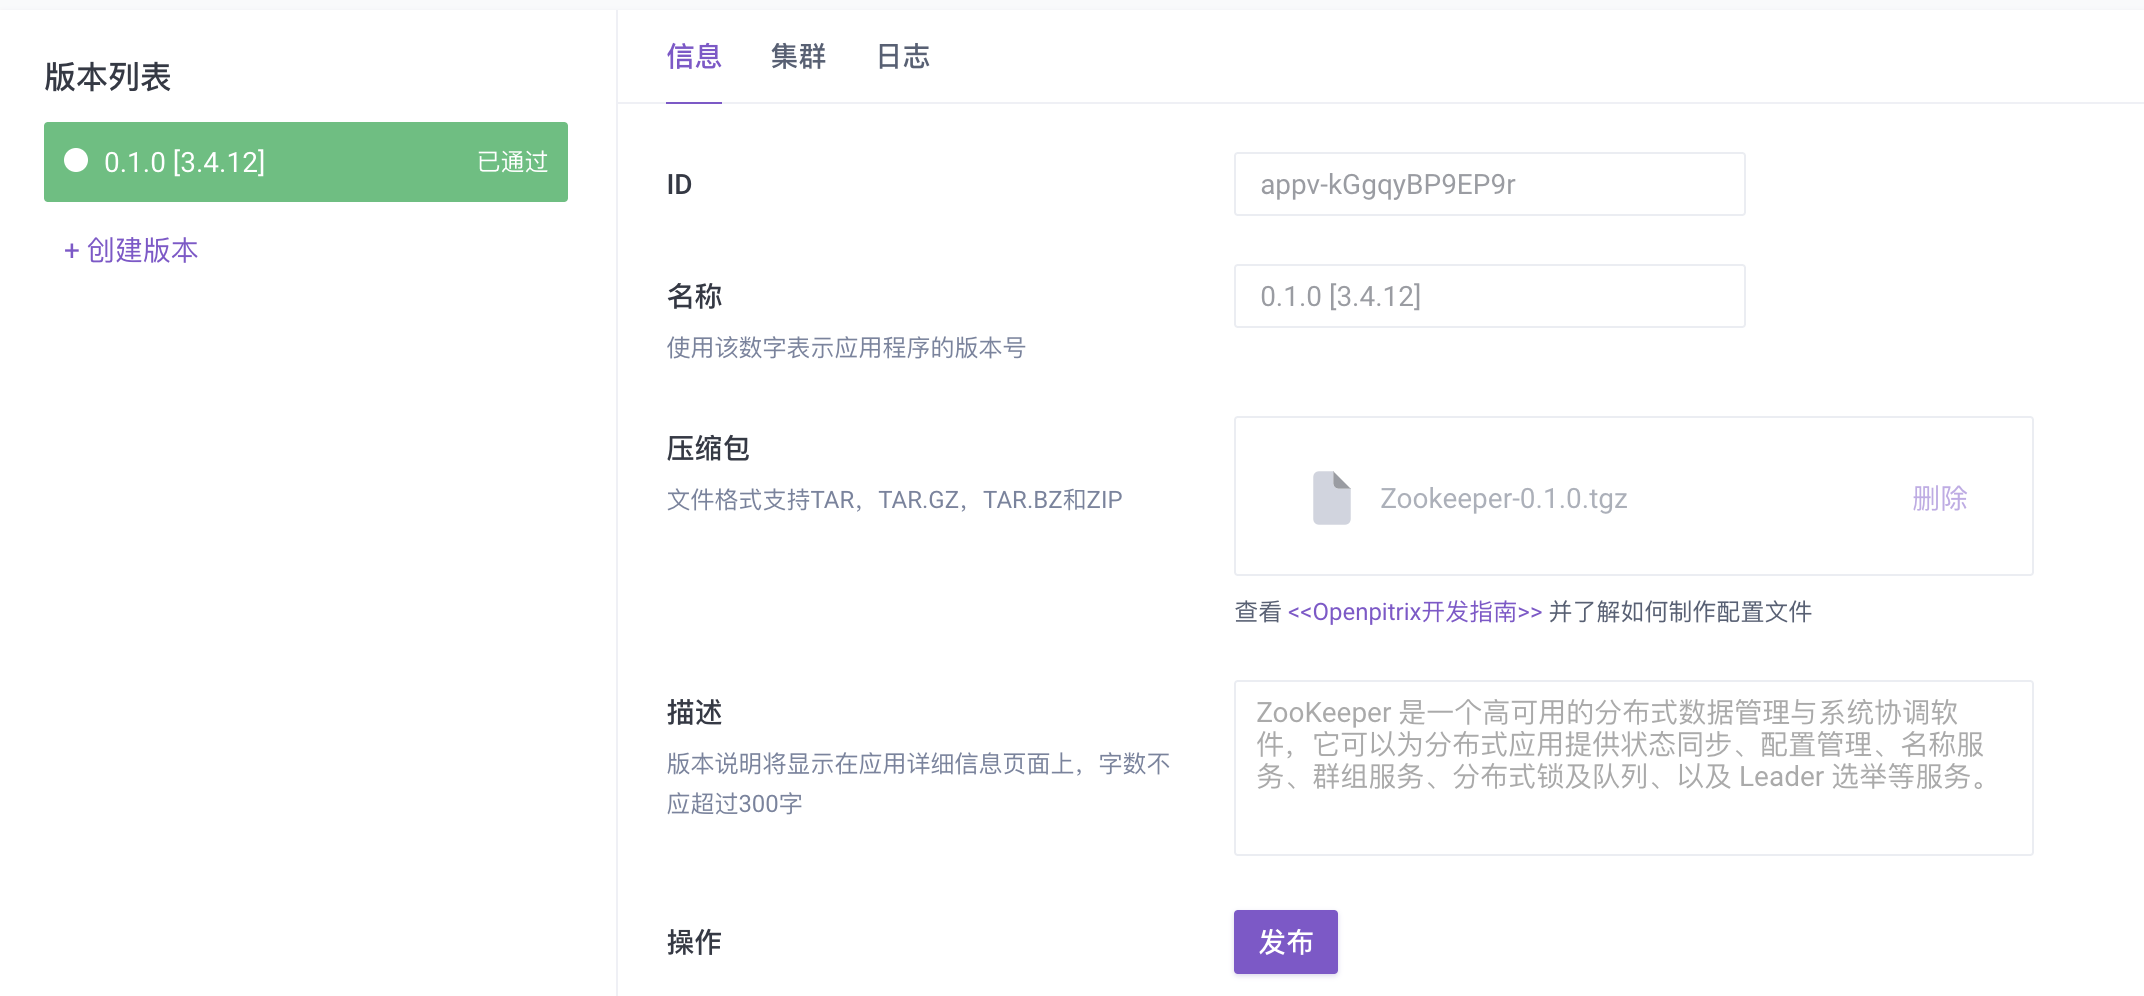 版本列表
0.1.0 [3.4.12] 已通过
+ 创建版本
信息 集群 日志
ID
appv-kGgqyBP9EP9r
名称
0.1.0 [3.4.12]
使用该数字表示应用程序的版本号
压缩包
文件格式支持TAR，TAR.GZ，TAR.BZ和ZIP
Zookeeper-0.1.0.tgz 删除
查看 <<Openpitrix开发指南>> 并了解如何制作配置文件
描述
版本说明将显示在应用详细信息页面上，字数不
应超过300字
ZooKeeper 是一个高可用的分布式数据管理与系统协调软
件，它可以为分布式应用提供状态同步、配置管理、名称服
务、群组服务、分布式锁及队列、以及 Leader 选举等服务。
操作
发布